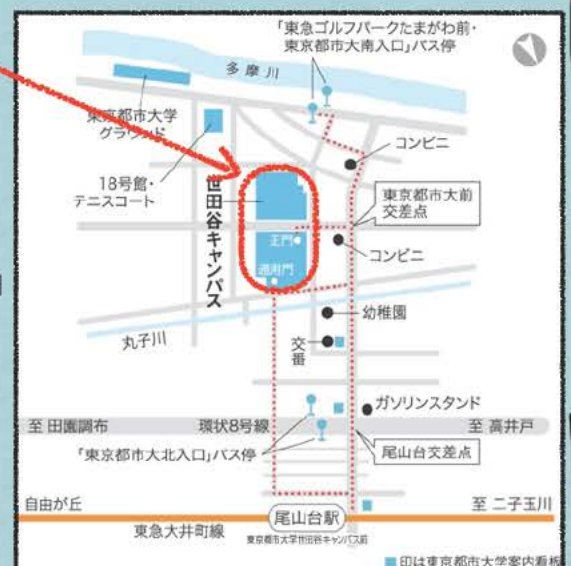 「東急ゴルフパークたまがわ前・
東京都市大南入口」バス停
多摩川
東京都市大学
グラウンド
コンビニ
18号館・
テニスコート
世田谷キャンパス
東京都市大前
交差点
正門
コンビニ
通用門
幼稚園
丸子川
交番
ガソリンスタンド
至 田園調布
環状8号線
至 高井戸
「東京都市大北入口」バス停
尾山台交差点
自由が丘
尾山台駅
至 二子玉川
東急大井町線
東京都市大学世田谷キャンパス前
■印は東京都市大学案内看板